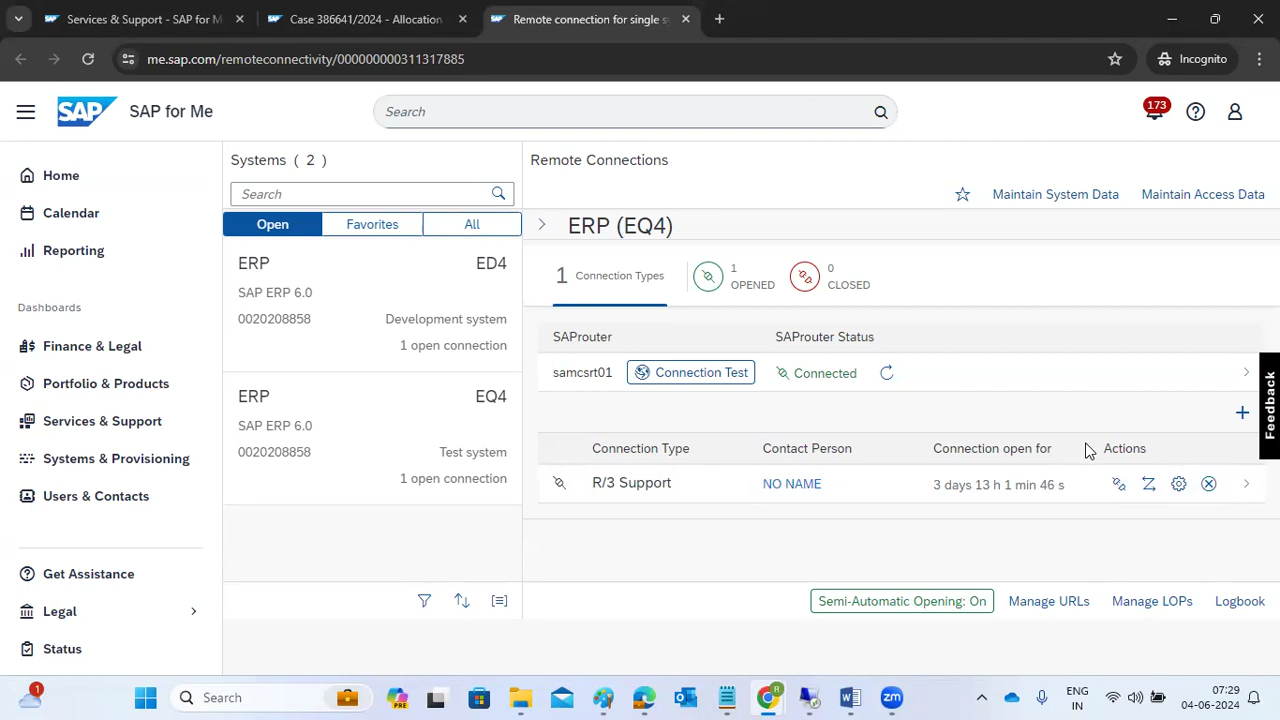 Services & Support - SAP for M
Case 386641/2024 - Allocation
Remote connection for single s
me.sap.com/remoteconnectivity/000000000311317885
Incognito
SAP
SAP for Me
Search
173
Home
Calendar
Reporting
Dashboards
Finance & Legal
Portfolio & Products
Services & Support
Systems & Provisioning
Users & Contacts
Get Assistance
Legal
Status
Systems ( 2 )
Search
Open
Favorites
All
ERP ED4
SAP ERP 6.0
0020208858 Development system
1 open connection
ERP EQ4
SAP ERP 6.0
0020208858 Test system
1 open connection
Remote Connections
Maintain System Data
Maintain Access Data
ERP (EQ4)
1 Connection Types
1 OPENED
0 CLOSED
SAProuter SAProuter Status
samcsrt01 Connection Test Connected
Connection Type Contact Person Connection open for Actions
R/3 Support NO NAME 3 days 13 h 1 min 46 s
Semi-Automatic Opening: On Manage URLs Manage LOPs Logbook
Feedback
1
Search
PRE
R
ENG
IN
07:29
04-06-2024